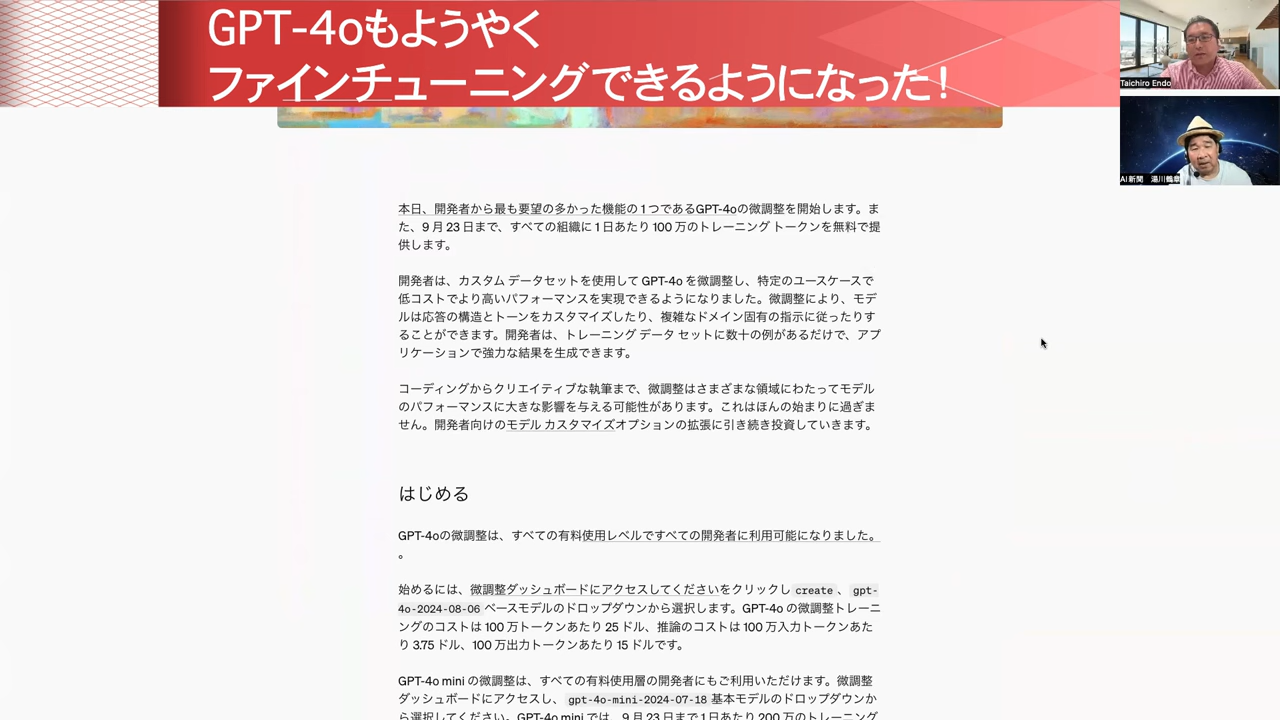 GPT-4oもようやく
ファインチューニングできるようになった！
Taichiro Endo
AI新聞 湯川鶴章
本日、開発者から最も要望の多かった機能の1つであるGPT-4oの微調整を開始します。ま
た、9月23日まで、すべての組織に1日あたり100万のトレーニングトークンを無料で提
供します。
開発者は、カスタム データセットを使用して GPT-4o を微調整し、特定のユースケースで
低コストでより高いパフォーマンスを実現できるようになりました。微調整により、モデ
ルは応答の構造とトーンをカスタマイズしたり、複雑なドメイン固有の指示に従ったりす
ることができます。開発者は、トレーニング データ セットに数十の例があるだけで、アプ
リケーションで強力な結果を生成できます。
コーディングからクリエイティブな執筆まで、微調整はさまざまな領域にわたってモデル
のパフォーマンスに大きな影響を与える可能性があります。これはほんの始まりに過ぎま
せん。開発者向けのモデル カスタマイズオプションの拡張に引き続き投資していきます。
はじめる
GPT-4oの微調整は、すべての有料使用レベルですべての開発者に利用可能になりました。
。
始めるには、微調整ダッシュボードにアクセスしてくださいをクリックし create 、 gpt-
4o-2024-08-06 ベースモデルのドロップダウンから選択します。GPT-4o の微調整トレーニ
ングのコストは 100 万トークンあたり 25 ドル、推論のコストは 100 万入力トークンあた
り 3.75 ドル、100 万出力トークンあたり 15 ドルです。
GPT-4o mini の微調整は、すべての有料使用層の開発者にもご利用いただけます。微調整
ダッシュボードにアクセスし、 gpt-4o-mini-2024-07-18 基本モデルのドロップダウンか
ら選択してください。GPT-4o mini では、9 月 23 日まで 1 日あたり 200 万のトレーニング